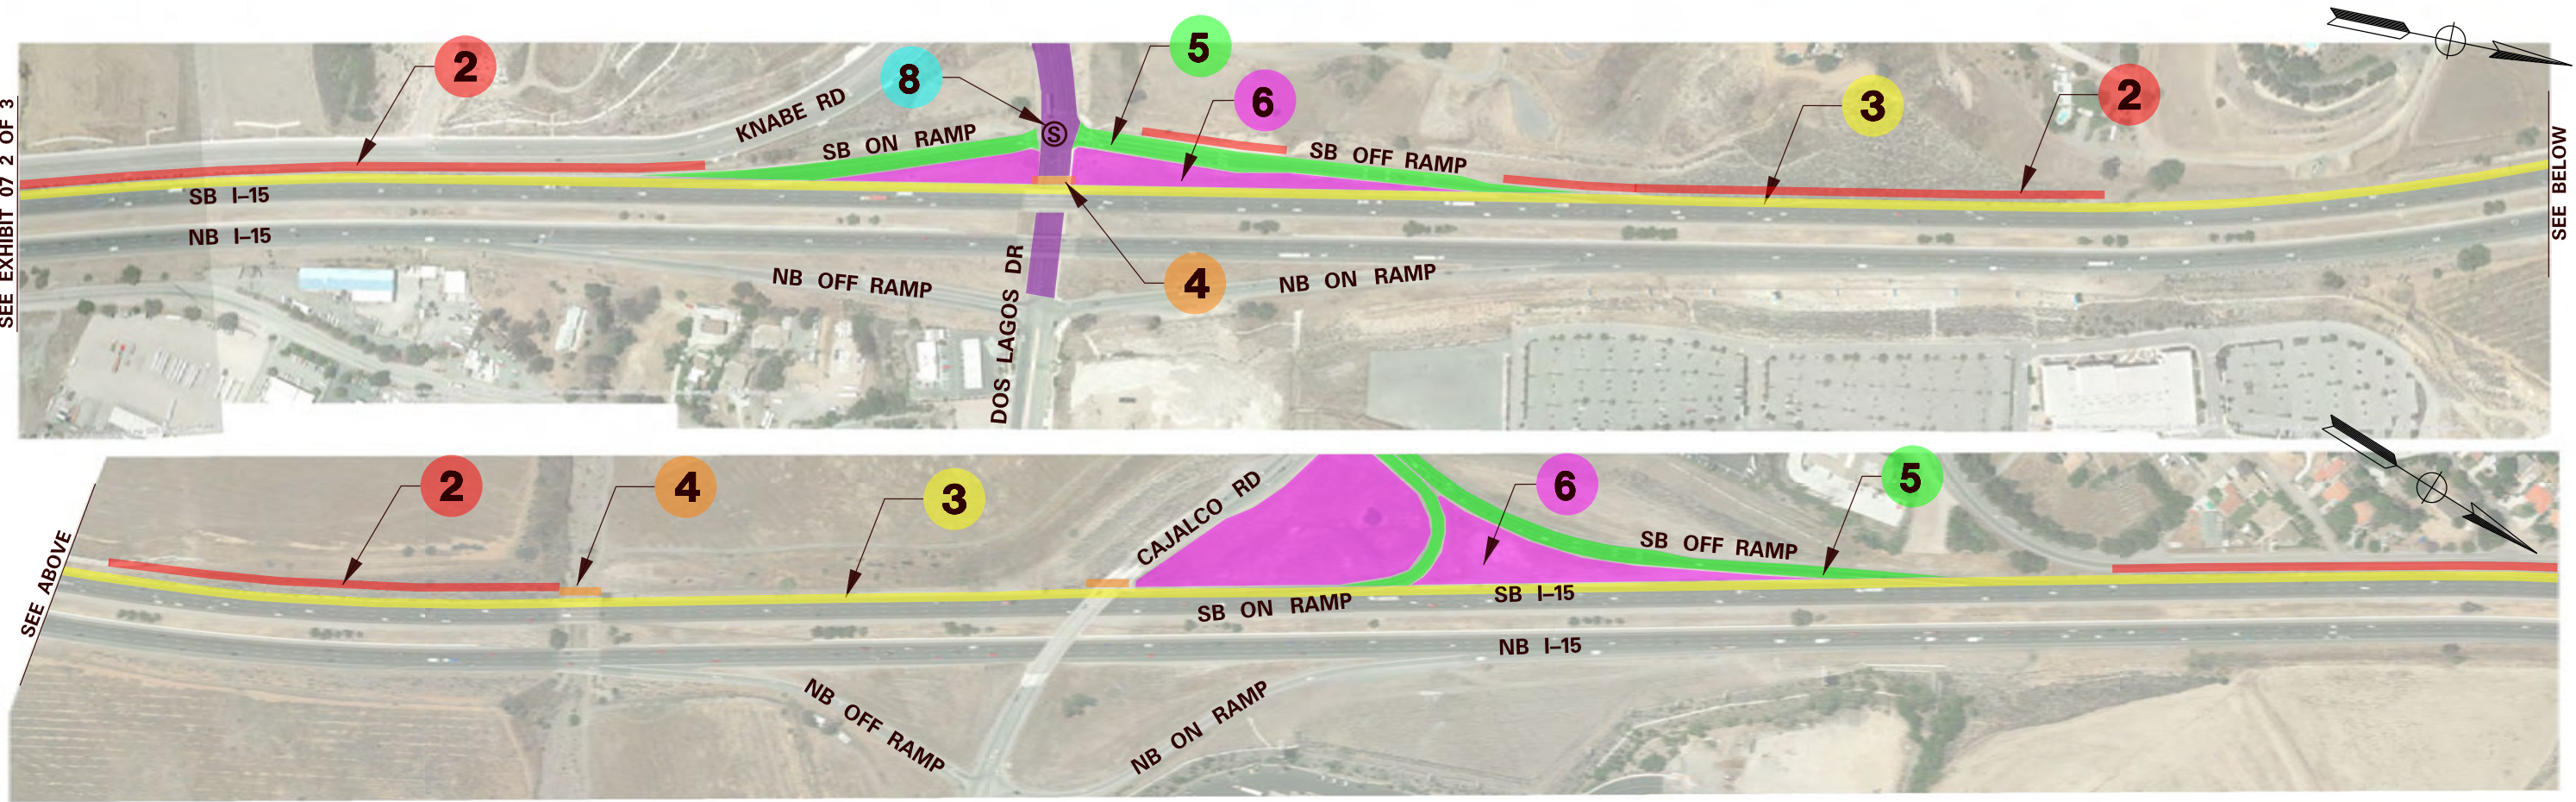 SEE EXHIBIT 07 2 OF 3
2
8
5
6
3
2
KNABE RD
SB ON RAMP
S
SB OFF RAMP
SB I-15
NB I-15
NB OFF RAMP
DOS LAGOS DR
4
NB ON RAMP
SEE BELOW
SEE ABOVE
2
4
3
CAJALCO RD
6
5
SB OFF RAMP
SB ON RAMP
SB I-15
NB I-15
NB OFF RAMP
NB ON RAMP